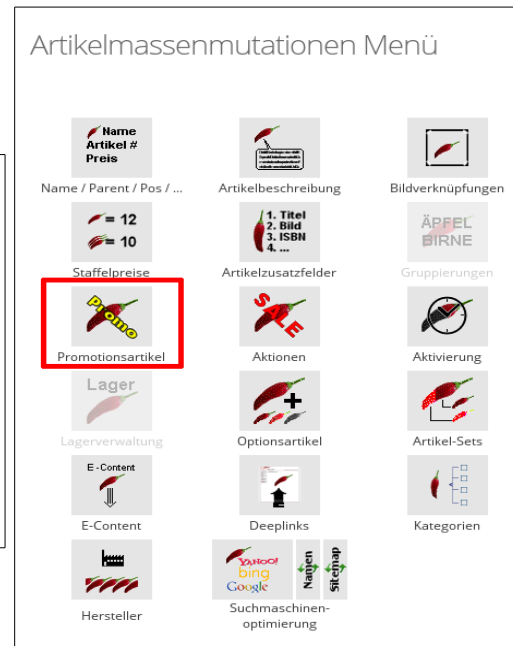 Artikelmassenmutationen Menü
Name
Artikel #
Preis
Name / Parent / Pos / ...
Artikelbeschreibung
Bildverknüpfungen
= 12
= 10
Staffelpreise
1. Titel
2. Bild
3. ISBN
4. ...
Artikelzusatzfelder
ÄPFEL
BIRNE
Gruppierungen
Promo
Promotionsartikel
SALE
Aktionen
Aktivierung
Lager
Lagerverwaltung
+
Optionsartikel
Artikel-Sets
E-Content
E-Content
Deeplinks
Kategorien
Hersteller
YAHOO!
bing
Google
Namen
Sitemap
Suchmaschinen-
optimierung